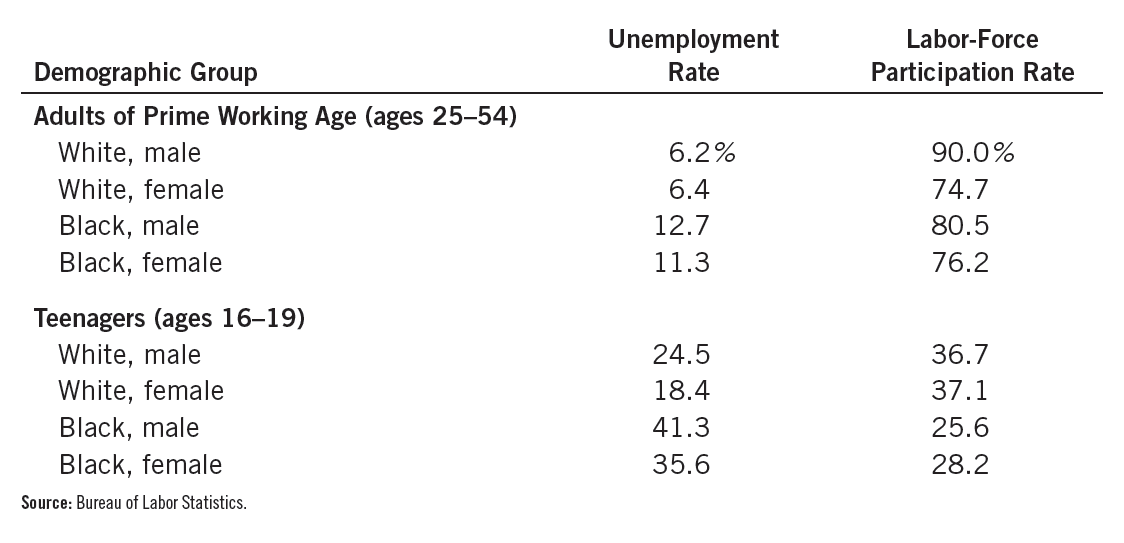 Unemployment Labor-Force
Demographic Group Rate Participation Rate
Adults of Prime Working Age (ages 25–54)
White, male 6.2% 90.0%
White, female 6.4 74.7
Black, male 12.7 80.5
Black, female 11.3 76.2
Teenagers (ages 16–19)
White, male 24.5 36.7
White, female 18.4 37.1
Black, male 41.3 25.6
Black, female 35.6 28.2
Source: Bureau of Labor Statistics.